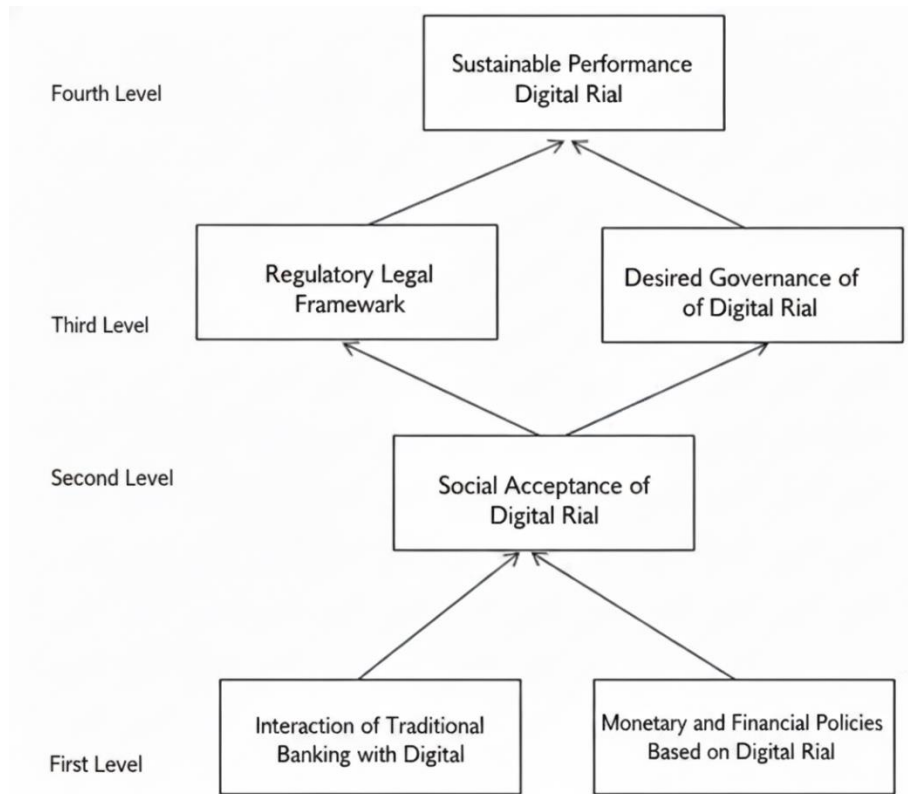 Sustainable Performance
Digital Rial
Fourth Level
Regulatory Legal
Framewark
Desired Governance of
of Digital Rial
Third Level
Social Acceptance of
Digital Rial
Second Level
Interaction of Traditional
Banking with Digital
Monetary and Financial Policies
Based on Digital Rial
First Level